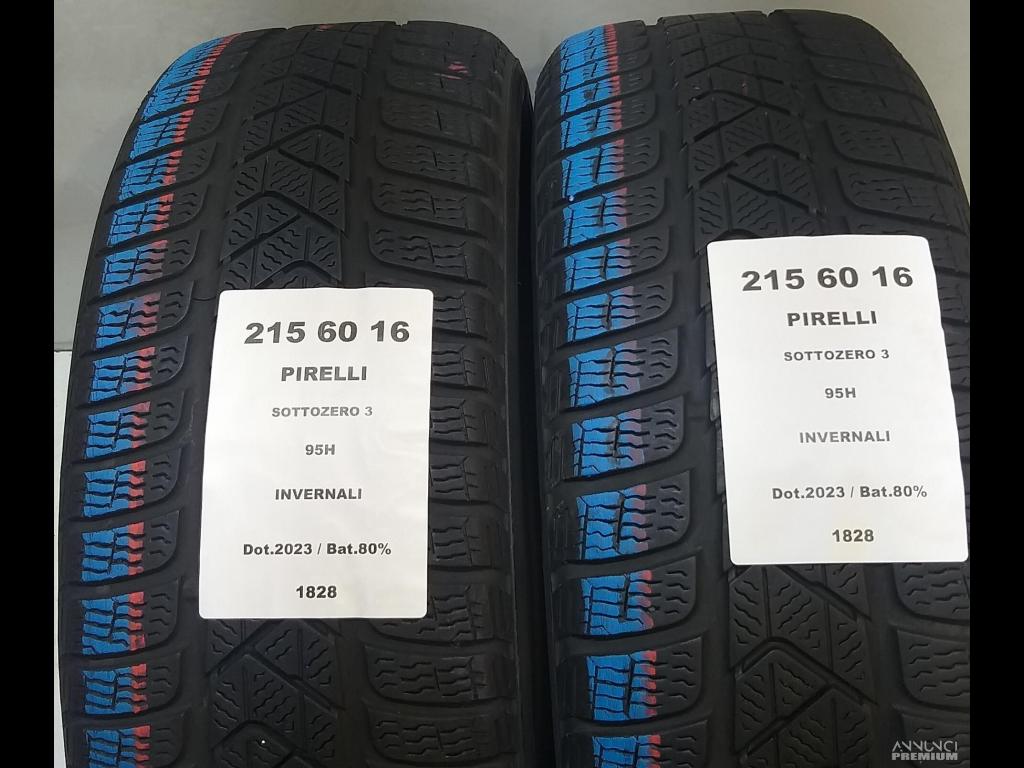 215 60 16
PIRELLI
SOTTOZERO 3
95H
INVERNALI
Dot.2023 / Bat.80%
1828
215 60 16
PIRELLI
SOTTOZERO 3
95H
INVERNALI
Dot.2023 / Bat.80%
1828
ANNUNCI
PREMIUM